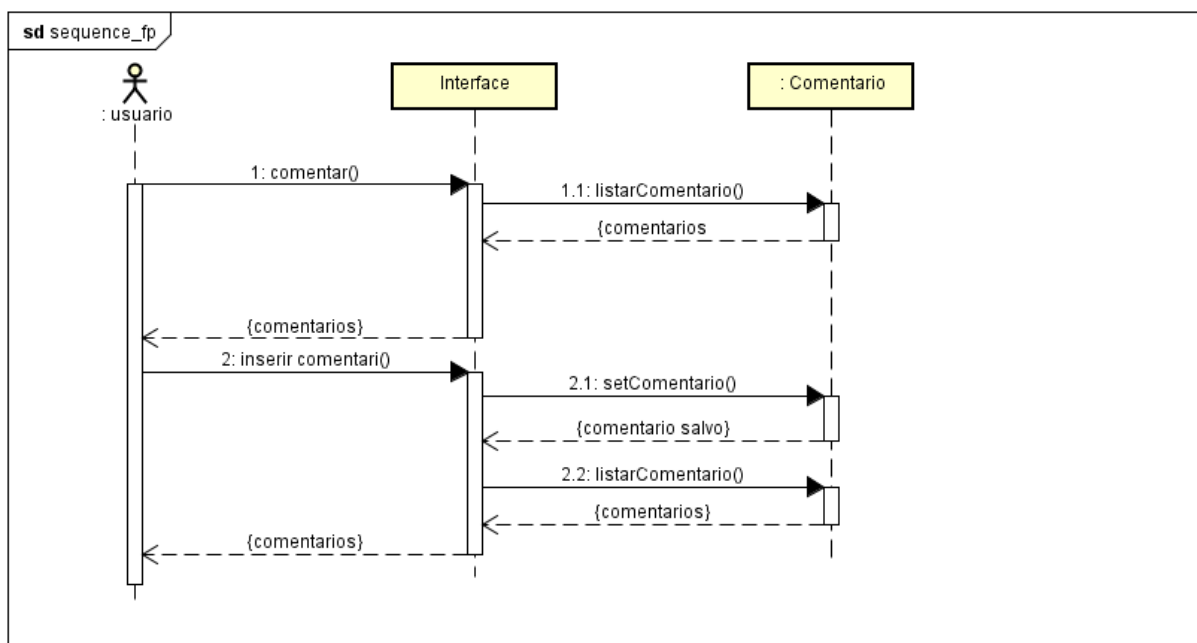 sd sequence_fp
: usuario
Interface
: Comentario
1: comentar()
1.1: listarComentario()
{comentarios
{comentarios}
2: inserir comentari()
2.1: setComentario()
{comentario salvo}
2.2: listarComentario()
{comentarios}
{comentarios}